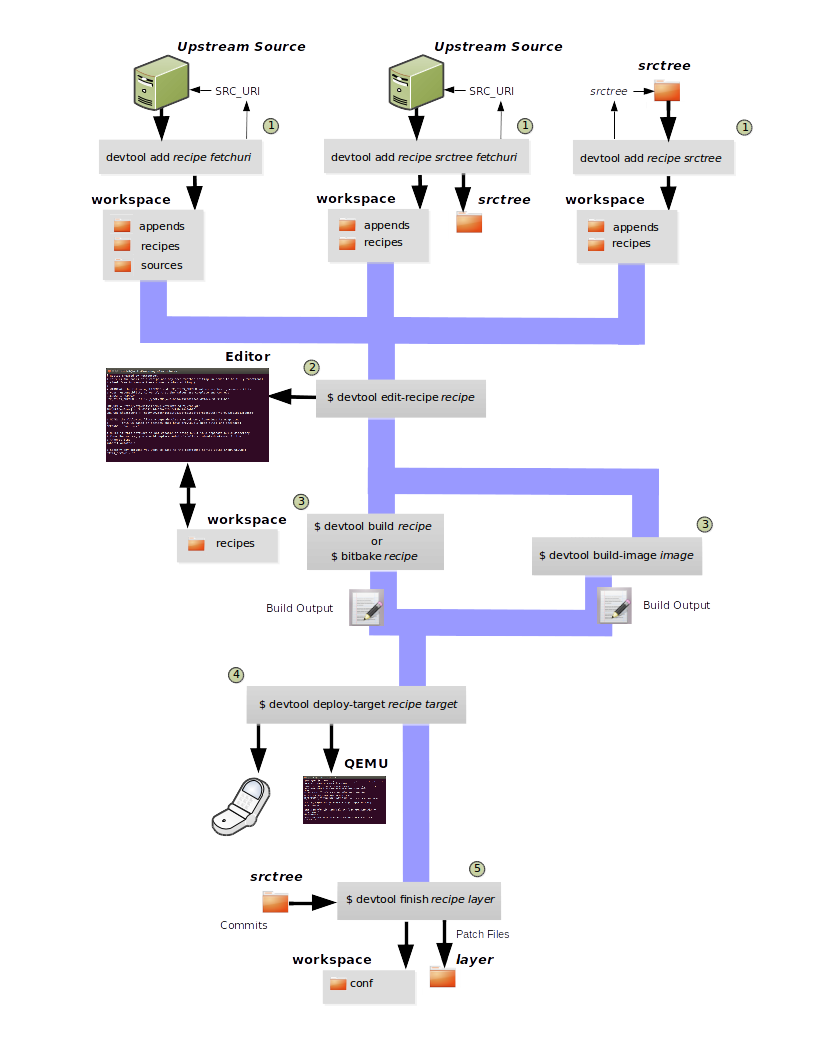 Upstream Source
Upstream Source
srctree
SRC_URI
SRC_URI
srctree
1
1
1
devtool add recipe fetchuri
devtool add recipe srctree fetchuri
devtool add recipe srctree
workspace
workspace
srctree
workspace
appends
recipes
sources
appends
recipes
appends
recipes
Editor
2
$ devtool edit-recipe recipe
3
workspace
recipes
$ devtool build recipe
or
$ bitbake recipe
3
$ devtool build-image image
Build Output
Build Output
4
$ devtool deploy-target recipe target
QEMU
5
srctree
$ devtool finish recipe layer
Commits
Patch Files
workspace
layer
conf